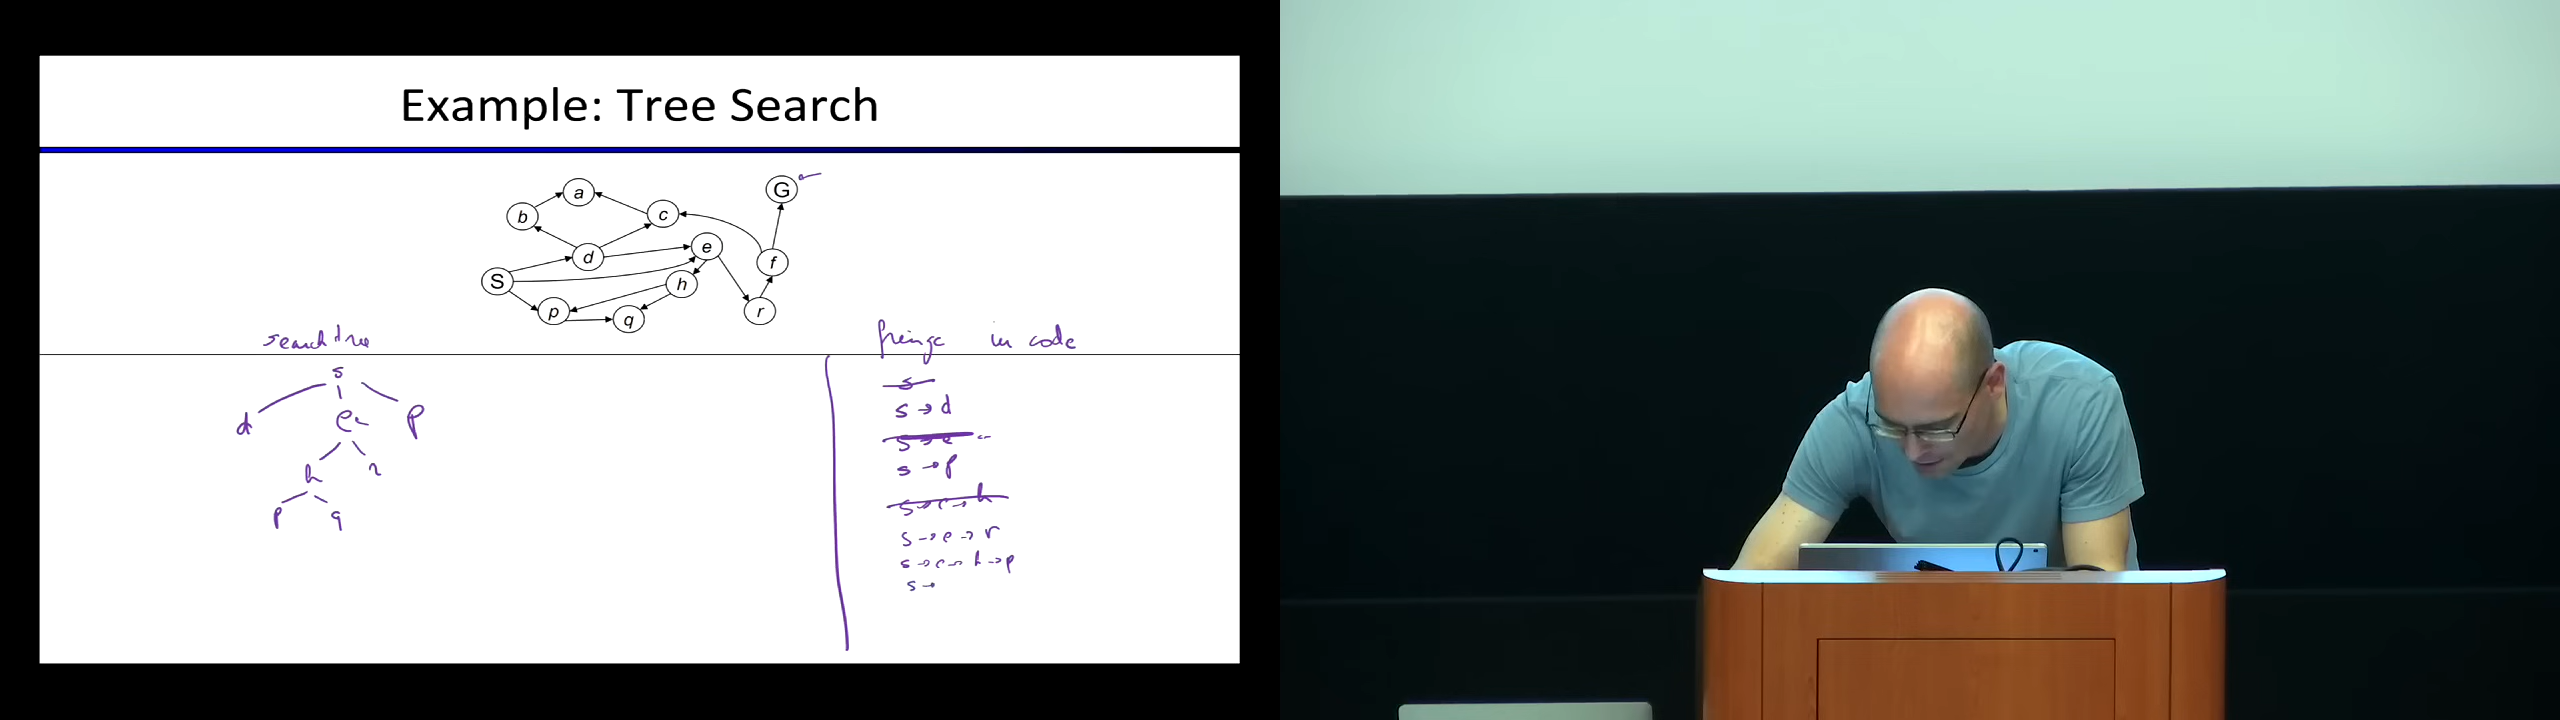 Example: Tree Search
G
a
b
c
e
d
f
S
h
p
q
r
search tree
s
d e p
h r
p q
fringe in code
s
s → d
s → e
s → p
s → e → h
s → e → r
s → e → h → p
s →